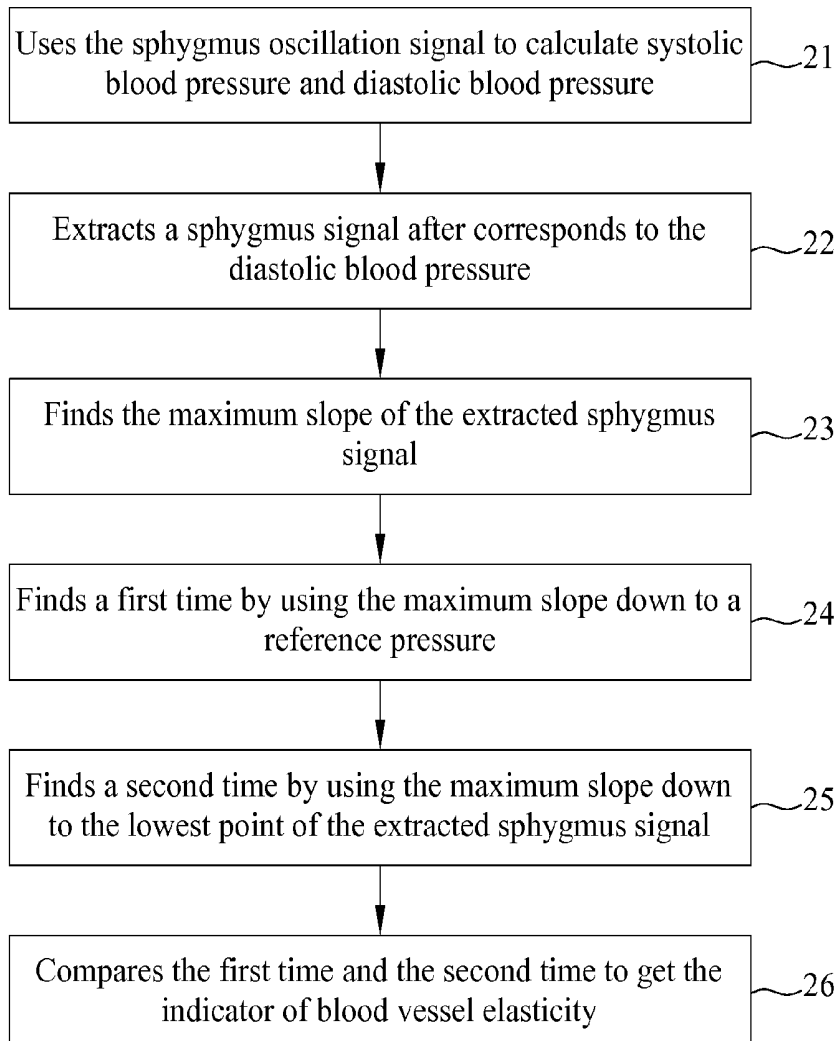 Uses the sphygmus oscillation signal to calculate systolic
blood pressure and diastolic blood pressure
21
Extracts a sphygmus signal after corresponds to the
diastolic blood pressure
22
Finds the maximum slope of the extracted sphygmus
signal
23
Finds a first time by using the maximum slope down to a
reference pressure
24
Finds a second time by using the maximum slope down
to the lowest point of the extracted sphygmus signal
25
Compares the first time and the second time to get the
indicator of blood vessel elasticity
26